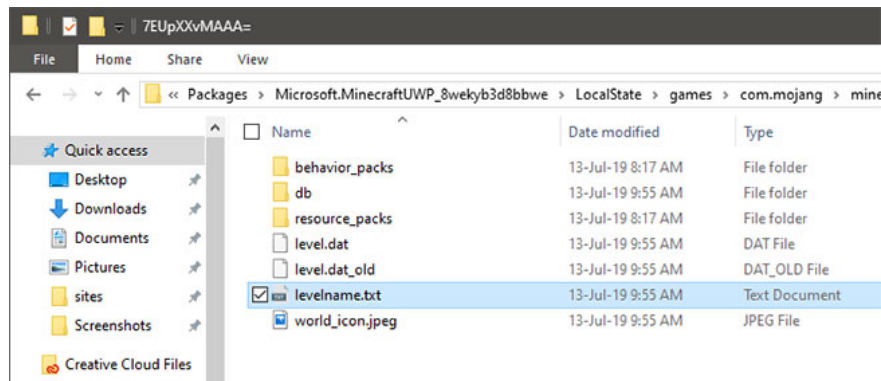 7EUpXXvMAAA=
File Home Share View
« Packages > Microsoft.MinecraftUWP_8wekyb3d8bbwe > LocalState > games > com.mojang > mine
Name Date modified Type
Quick access
Desktop
Downloads
Documents
Pictures
sites
Screenshots
Creative Cloud Files
behavior_packs 13-Jul-19 8:17 AM File folder
db 13-Jul-19 9:55 AM File folder
resource_packs 13-Jul-19 8:17 AM File folder
level.dat 13-Jul-19 9:55 AM DAT File
level.dat_old 13-Jul-19 9:55 AM DAT_OLD File
levelname.txt 13-Jul-19 9:55 AM Text Document
world_icon.jpeg 13-Jul-19 9:55 AM JPEG File